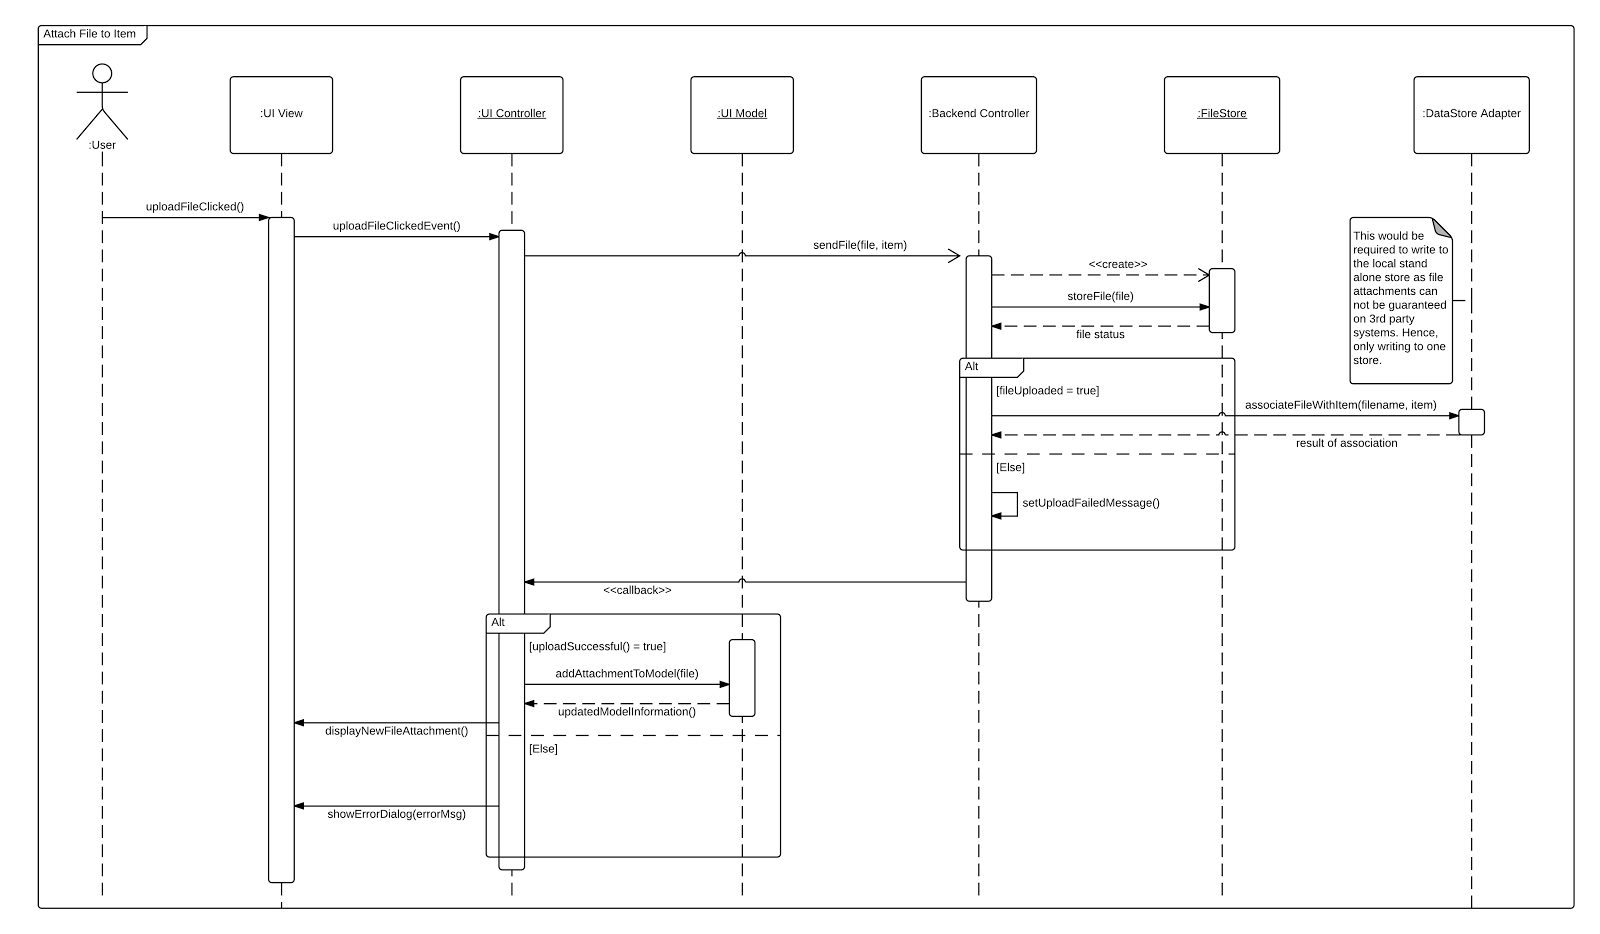 Attach File to Item
:User
:UI View
:UI Controller
:UI Model
:Backend Controller
:FileStore
:DataStore Adapter
uploadFileClicked()
uploadFileClickedEvent()
sendFile(file, item)
<<create>>
storeFile(file)
file status
This would be
required to write to
the local stand
alone store as file
attachments can
not be guaranteed
on 3rd party
systems. Hence,
only writing to one
store.
Alt
[fileUploaded = true]
associateFileWithItem(filename, item)
result of association
[Else]
setUploadFailedMessage()
<<callback>>
Alt
[uploadSuccessful() = true]
addAttachmentToModel(file)
updatedModelInformation()
displayNewFileAttachment()
[Else]
showErrorDialog(errorMsg)